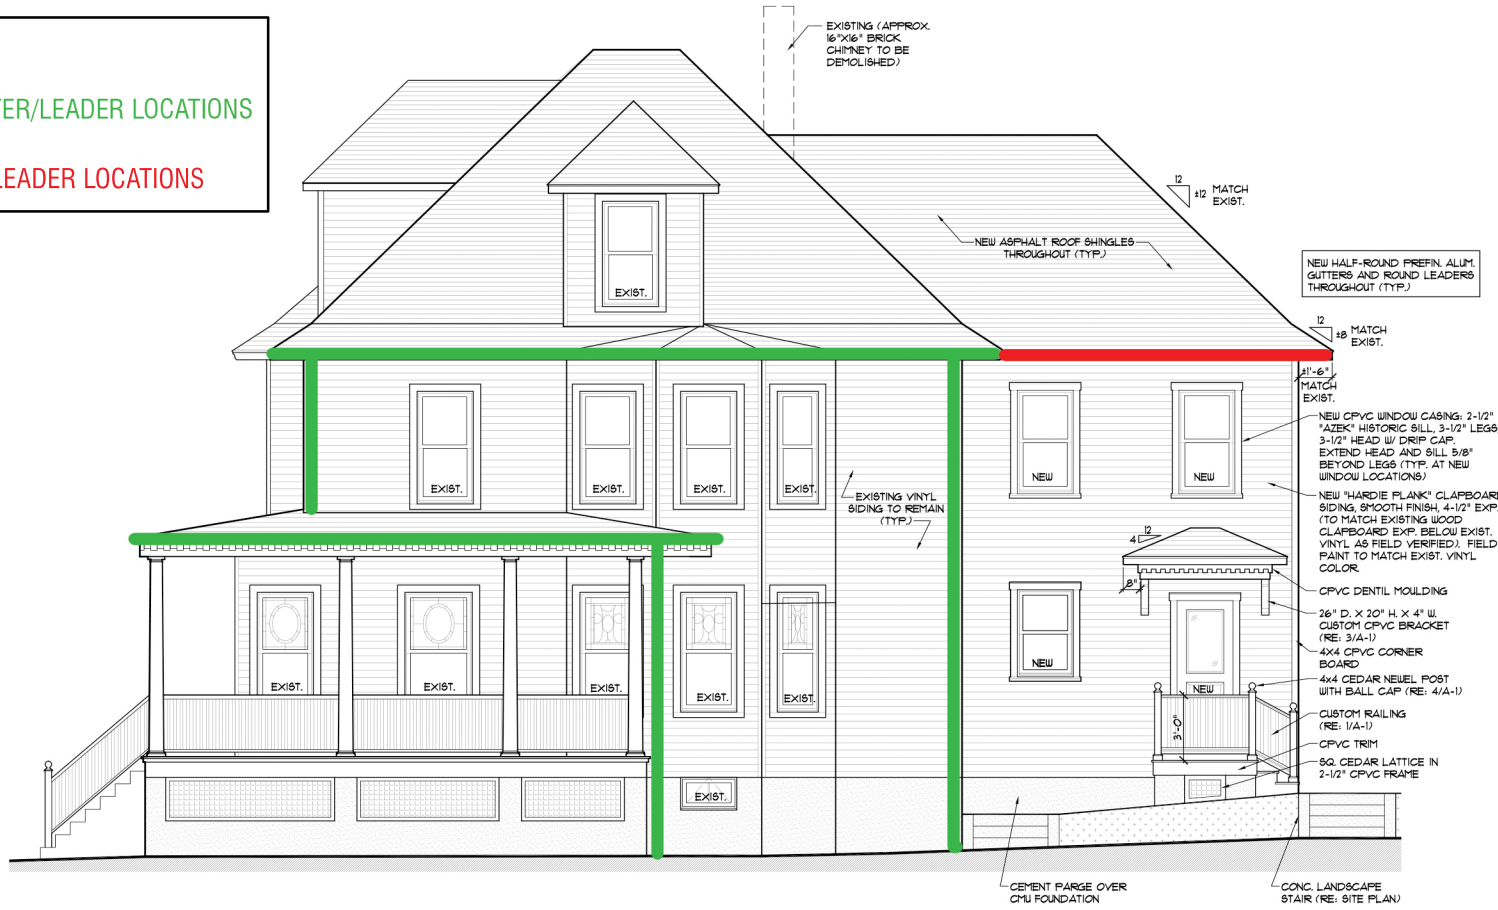 EXISTING (APPROX.
16"X16" BRICK
CHIMNEY TO BE
DEMOLISHED)
TER/LEADER LOCATIONS
LEADER LOCATIONS
12
±12
MATCH
EXIST.
NEW ASPHALT ROOF SHINGLES
THROUGHOUT (TYP.)
NEW HALF-ROUND PREFIN. ALUM.
GUTTERS AND ROUND LEADERS
THROUGHOUT (TYP.)
EXIST.
12
±8
MATCH
EXIST.
±1'-6"
MATCH
EXIST.
NEW CPVC WINDOW CASING: 2-1/2"
"AZEK" HISTORIC SILL, 3-1/2" LEGS
3-1/2" HEAD W/ DRIP CAP.
EXTEND HEAD AND SILL 5/8"
BEYOND LEGS (TYP. AT NEW
WINDOW LOCATIONS)
EXIST.
EXIST.
EXIST.
EXIST.
NEW
NEW
EXISTING VINYL
SIDING TO REMAIN
(TYP.)
NEW "HARDIE PLANK" CLAPBOARD
SIDING, SMOOTH FINISH, 4-1/2" EXP.
(TO MATCH EXISTING WOOD
CLAPBOARD EXP. BELOW EXIST.
VINYL AS FIELD VERIFIED). FIELD
PAINT TO MATCH EXIST. VINYL
COLOR.
12
4
8"
CPVC DENTIL MOULDING
26" D. X 20" H. X 4" W.
CUSTOM CPVC BRACKET
(RE: 3/A-1)
4X4 CPVC CORNER
BOARD
4x4 CEDAR NEWEL POST
WITH BALL CAP (RE: 4/A-1)
EXIST.
EXIST.
EXIST.
EXIST.
EXIST.
NEW
NEW
3'-0"
CUSTOM RAILING
(RE: 1/A-1)
CPVC TRIM
SQ. CEDAR LATTICE IN
2-1/2" CPVC FRAME
EXIST.
CEMENT PARGE OVER
CMU FOUNDATION
CONC. LANDSCAPE
STAIR (RE: SITE PLAN)